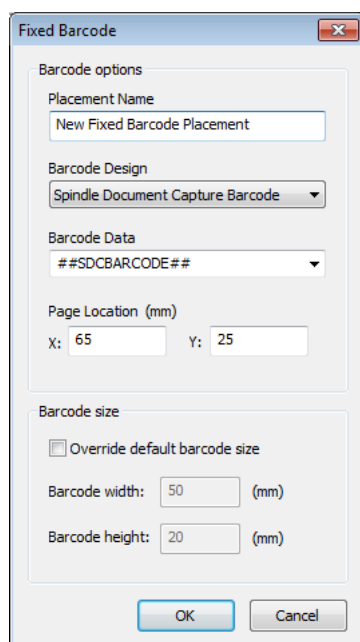 Fixed Barcode
Barcode options
Placement Name
New Fixed Barcode Placement
Barcode Design
Spindle Document Capture Barcode
Barcode Data
##SDCBARCODE##
Page Location (mm)
X: 65 Y: 25
Barcode size
Override default barcode size
Barcode width: 50 (mm)
Barcode height: 20 (mm)
OK Cancel